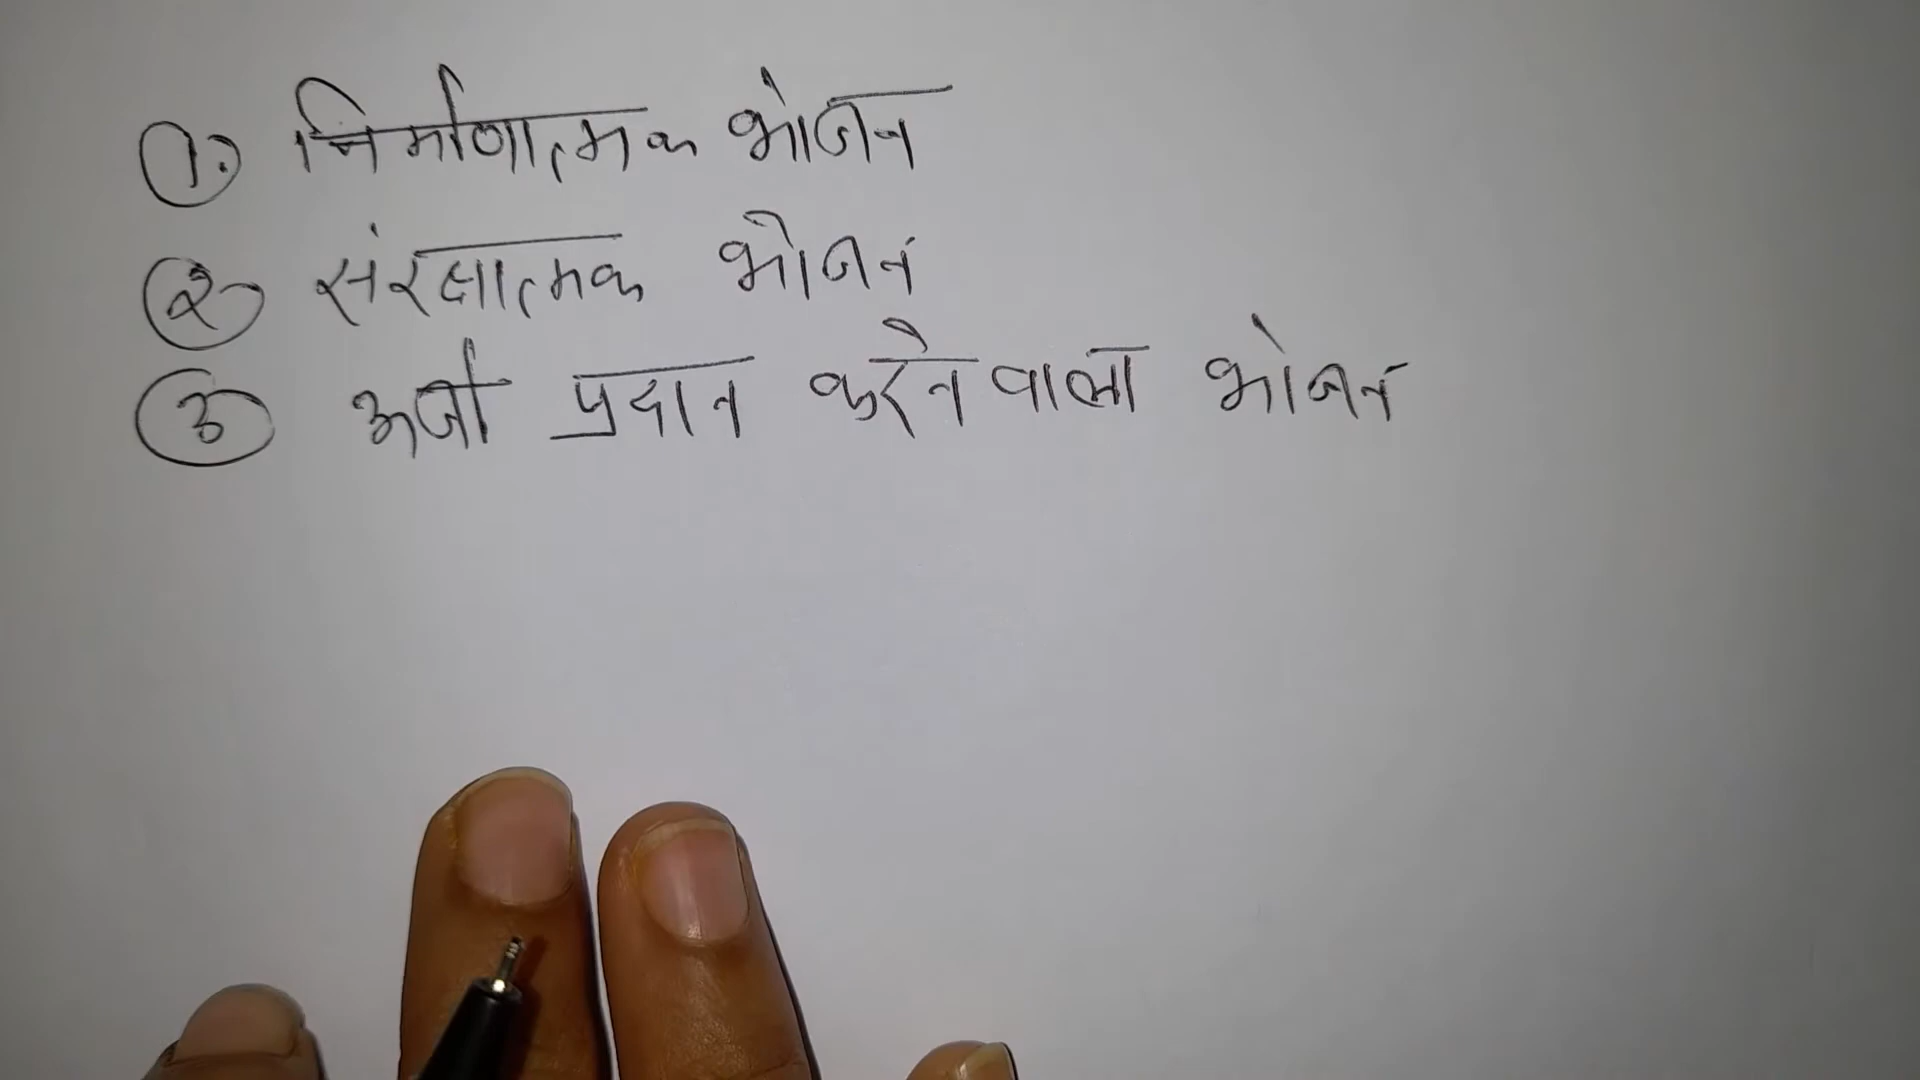 1. निर्माणात्मक भोजन
2 संरक्षात्मक भोजन
3 ऊर्जा प्रदान करने वाला भोजन